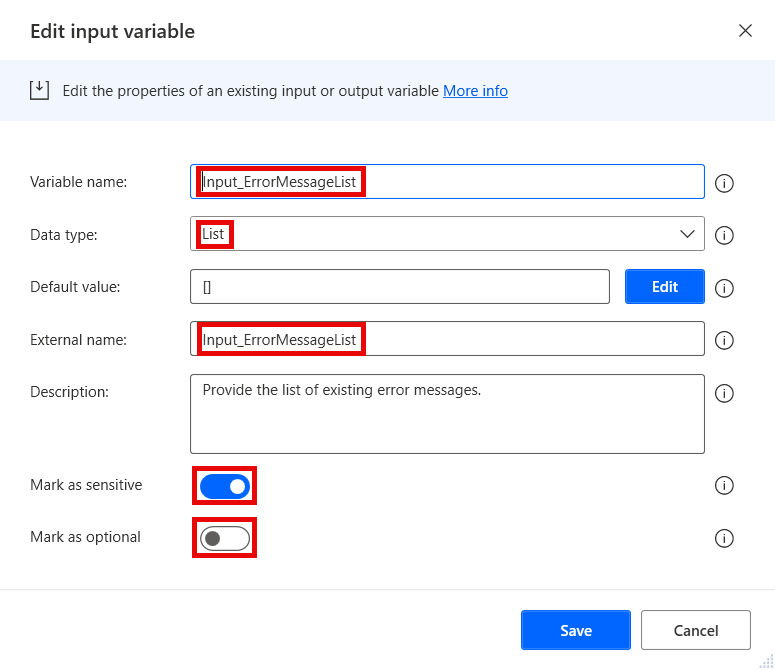 Edit input variable
Edit the properties of an existing input or output variable More info
Variable name:
Input_ErrorMessageList
Data type:
List
Default value:
[]
Edit
External name:
Input_ErrorMessageList
Description:
Provide the list of existing error messages.
Mark as sensitive
Mark as optional
Save
Cancel